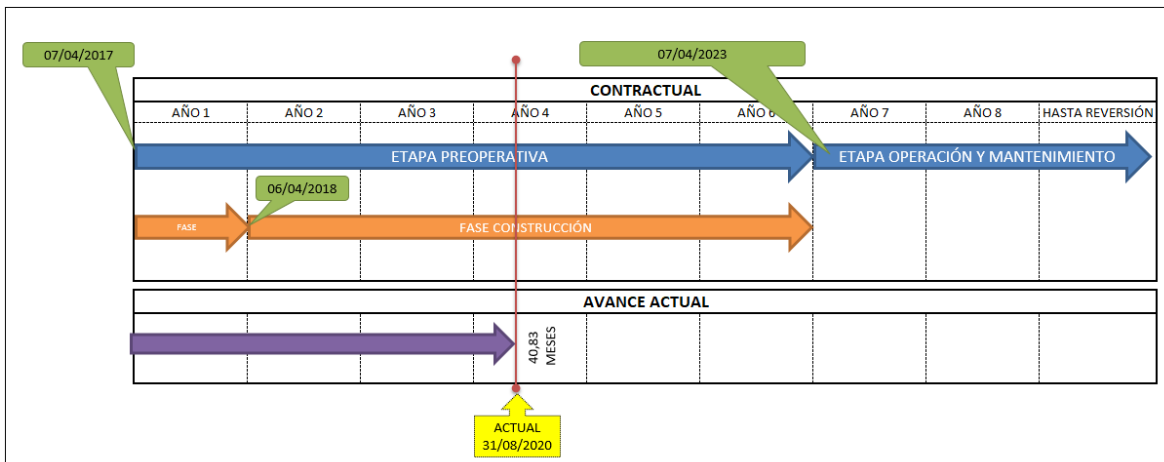 07/04/2017
07/04/2023
CONTRACTUAL
AÑO 1 AÑO 2 AÑO 3 AÑO 4 AÑO 5 AÑO 6 AÑO 7 AÑO 8 HASTA REVERSIÓN
ETAPA PREOPERATIVA ETAPA OPERACIÓN Y MANTENIMIENTO
06/04/2018
FASE FASE CONSTRUCCIÓN
AVANCE ACTUAL
40,83
MESES
ACTUAL
31/08/2020